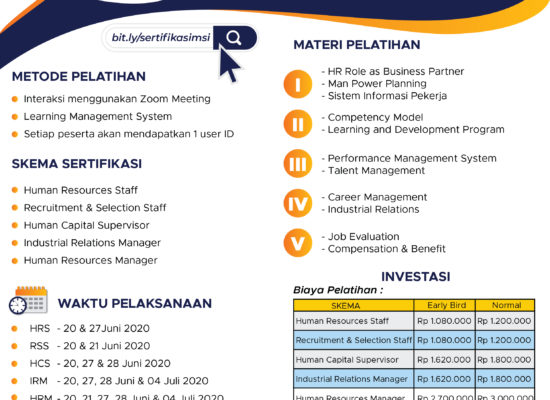 bit.ly/sertifikasimsi
METODE PELATIHAN
Interaksi menggunakan Zoom Meeting
Learning Management System
Setiap peserta akan mendapatkan 1 user ID
SKEMA SERTIFIKASI
Human Resources Staff
Recruitment & Selection Staff
Human Capital Supervisor
Industrial Relations Manager
Human Resources Manager
WAKTU PELAKSANAAN
HRS - 20 & 27Juni 2020
RSS - 20 & 21 Juni 2020
HCS - 20, 27 & 28 Juni 2020
IRM - 20, 27, 28 Juni & 04 Juli 2020
HRM - 20, 21, 27, 28 Juni & 04 Juli 2020
MATERI PELATIHAN
I
- HR Role as Business Partner
- Man Power Planning
- Sistem Informasi Pekerja
II
- Competency Model
- Learning and Development Program
III
- Performance Management System
- Talent Management
IV
- Career Management
- Industrial Relations
V
- Job Evaluation
- Compensation & Benefit
INVESTASI
Biaya Pelatihan :
SKEMA Early Bird Normal
Human Resources Staff Rp 1.080.000 Rp 1.200.000
Recruitment & Selection Staff Rp 1.080.000 Rp 1.200.000
Human Capital Supervisor Rp 1.620.000 Rp 1.800.000
Industrial Relations Manager Rp 1.620.000 Rp 1.800.000
Human Resources Manager Rp 2.700.000 Rp 3.000.000